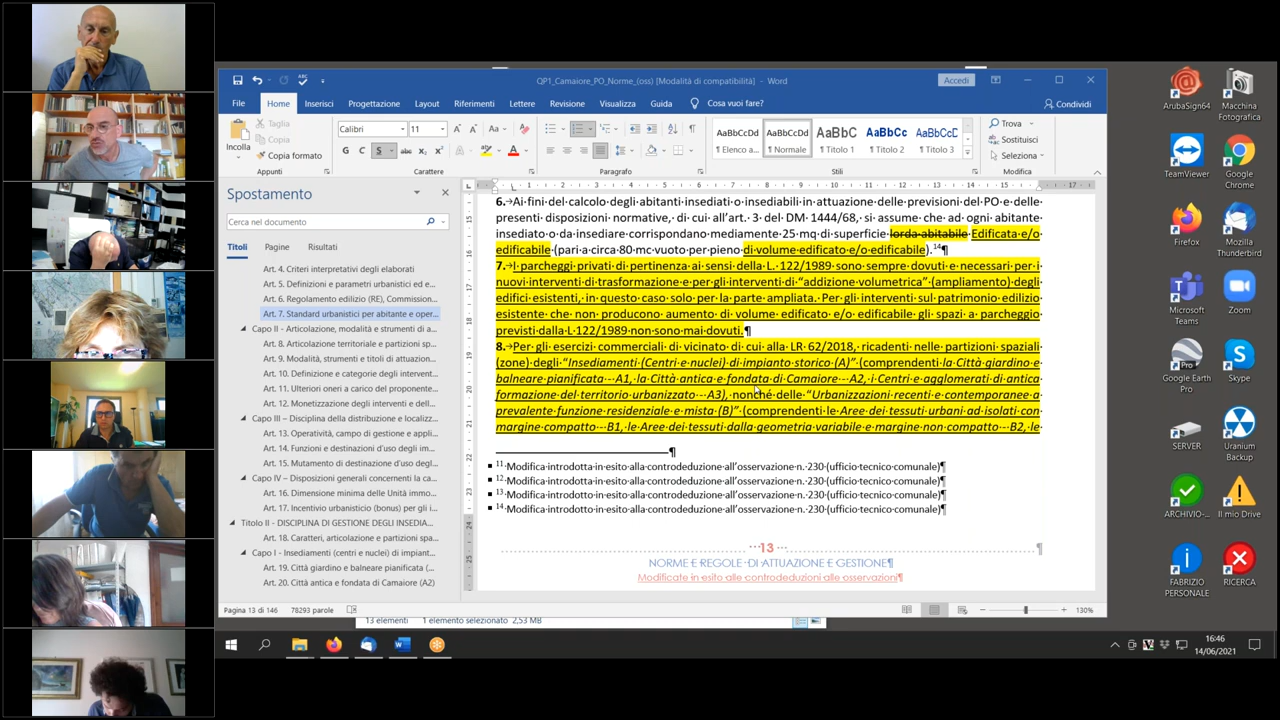 QP1_Camaiore_PO_Norme_(oss) [Modalità di compatibilità] - Word
Accedi
File Home Inserisci Progettazione Layout Riferimenti Lettere Revisione Visualizza Guida Cosa vuoi fare? Condividi
Incolla
Taglia
Copia
Copia formato
Appunti
Calibri 11
G C S abc x₂ x²
Carattere
Paragrafo
AaBbCcDd AaBbCcDd AaBbC AaBbCc AaBbCcD
¶ Elenco a... ¶ Normale ¶ Titolo 1 ¶ Titolo 2 ¶ Titolo 3
Stili
Trova
Sostituisci
Seleziona
Modifica
Spostamento
Cerca nel documento
Titoli Pagine Risultati
Art. 4. Criteri interpretativi degli elaborati
Art. 5. Definizioni e parametri urbanistici ed e...
Art. 6. Regolamento edilizio (RE), Commission...
Art. 7. Standard urbanistici per abitante e oper...
Capo II - Articolazione, modalità e strumenti di a...
Art. 8. Articolazione territoriale e partizioni sp...
Art. 9. Modalità, strumenti e titoli di attuazion...
Art. 10. Definizione e categorie degli intervent...
Art. 11. Ulteriori oneri a carico del proponente...
Art. 12. Monetizzazione degli interventi e dell...
Capo III – Disciplina della distribuzione e localizz...
Art. 13. Operatività, campo di gestione e appli...
Art. 14. Funzioni e destinazioni d'uso degli im...
Art. 15. Mutamento di destinazione d'uso degl...
Capo IV – Disposizioni generali concernenti la ca...
Art. 16. Dimensione minima delle Unità immo...
Art. 17. Incentivo urbanistico (bonus) per gli i...
Titolo II - DISCIPLINA DI GESTIONE DEGLI INSEDIA...
Art. 18. Caratteri, articolazione e partizioni spa...
Capo I - Insediamenti (centri e nuclei) di impiant...
Art. 19. Città giardino e balneare pianificata (...
Art. 20. Città antica e fondata di Camaiore (A2)
6. Ai fini del calcolo degli abitanti insediati o insediabili in attuazione delle previsioni del PO e delle
presenti disposizioni normative, di cui all'art. 3 del DM 1444/68, si assume che ad ogni abitante
insediato o da insediare corrispondano mediamente 25 mq di superficie lorda abitabile Edificata e/o
edificabile (pari a circa 80 mc vuoto per pieno di volume edificato e/o edificabile).14¶
7. I parcheggi privati di pertinenza ai sensi della L. 122/1989 sono sempre dovuti e necessari per i
nuovi interventi di trasformazione e per gli interventi di "addizione volumetrica" (ampliamento) degli
edifici esistenti, in questo caso solo per la parte ampliata. Per gli interventi sul patrimonio edilizio
esistente che non producono aumento di volume edificato e/o edificabile gli spazi a parcheggio
previsti dalla L 122/1989 non sono mai dovuti.¶
8. Per gli esercizi commerciali di vicinato di cui alla LR 62/2018, ricadenti nelle partizioni spaziali
(zone) degli "Insediamenti (Centri e nuclei) di impianto storico (A)" (comprendenti la Città giardino e
balneare pianificata - A1, la Città antica e fondata di Camaiore - A2, i Centri e agglomerati di antica
formazione del territorio urbanizzato - A3), nonché delle "Urbanizzazioni recenti e contemporanee a
prevalente funzione residenziale e mista (B)" (comprendenti le Aree dei tessuti urbani ad isolati con
margine compatto - B1, le Aree dei tessuti dalla geometria variabile e margine non compatto - B2, le
¶
11 Modifica introdotta in esito alla controdeduzione all'osservazione n. 230 (ufficio tecnico comunale)¶
12 Modifica introdotta in esito alla controdeduzione all'osservazione n. 230 (ufficio tecnico comunale)¶
13 Modifica introdotta in esito alla controdeduzione all'osservazione n. 230 (ufficio tecnico comunale)¶
14 Modifica introdotta in esito alla controdeduzione all'osservazione n. 230 (ufficio tecnico comunale)¶
13
NORME E REGOLE DI ATTUAZIONE E GESTIONE¶
Modificate in esito alle controdeduzioni alle osservazioni¶
Pagina 13 di 146 78293 parole 130%
13 elementi 1 elemento selezionato 2,53 MB
16:46
14/06/2021
ArubaSign64
Macchina Fotografica
TeamViewer
Google Chrome
Firefox
Mozilla Thunderbird
Microsoft Teams
Zoom
Google Earth Pro
Skype
SERVER
Uranium Backup
ARCHIVIO-...
Il mio Drive
FABRIZIO PERSONALE
RICERCA